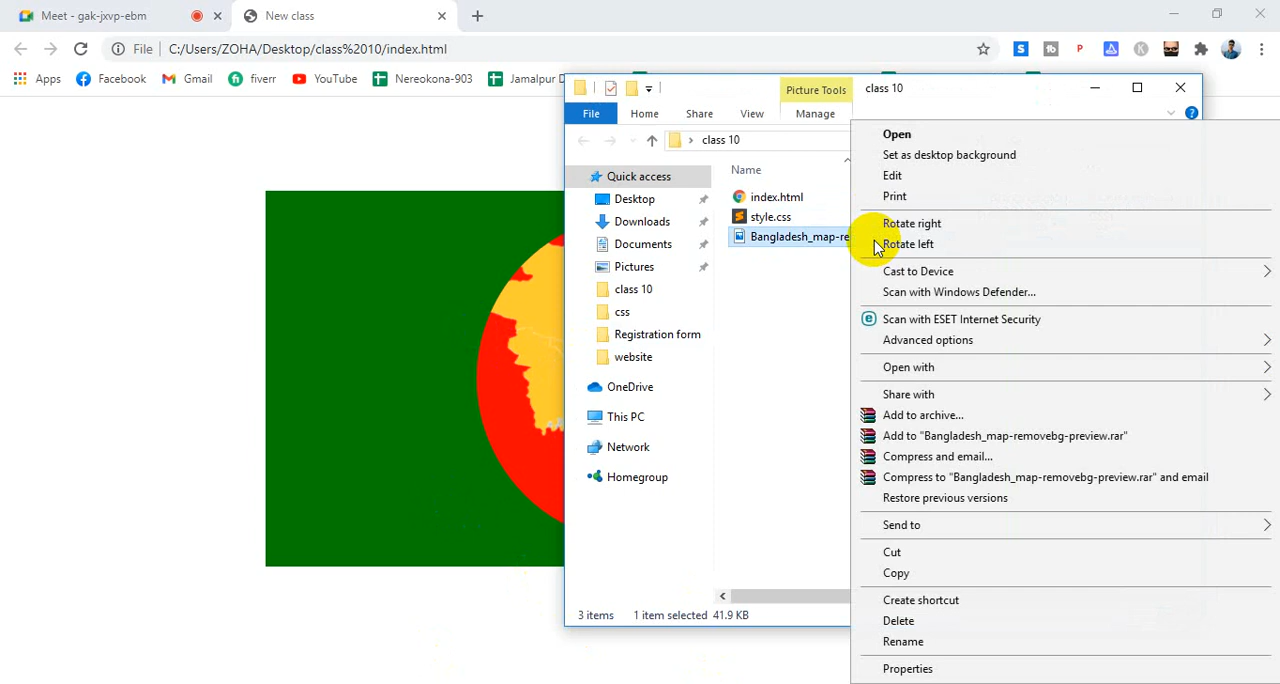 Meet - gak-jxvp-ebm
New class
File
C:/Users/ZOHA/Desktop/class%2010/index.html
Apps
Facebook
Gmail
fiverr
YouTube
Nereokona-903
Jamalpur
Picture Tools
class 10
File
Home
Share
View
Manage
class 10
Quick access
Desktop
Downloads
Documents
Pictures
class 10
css
Registration form
website
OneDrive
This PC
Network
Homegroup
Name
index.html
style.css
Bangladesh_map-re
3 items
1 item selected 41.9 KB
Open
Set as desktop background
Edit
Print
Rotate right
Rotate left
Cast to Device
Scan with Windows Defender...
Scan with ESET Internet Security
Advanced options
Open with
Share with
Add to archive...
Add to "Bangladesh_map-removebg-preview.rar"
Compress and email...
Compress to "Bangladesh_map-removebg-preview.rar" and email
Restore previous versions
Send to
Cut
Copy
Create shortcut
Delete
Rename
Properties